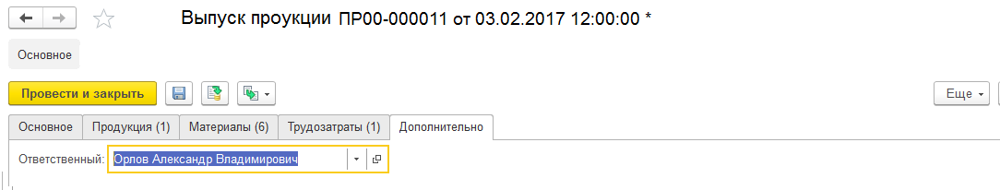 Выпуск проукции ПР00-000011 от 03.02.2017 12:00:00 *
Основное
Провести и закрыть Еще
Основное Продукция (1) Материалы (6) Трудозатраты (1) Дополнительно
Ответственный: Орлов Александр Владимирович